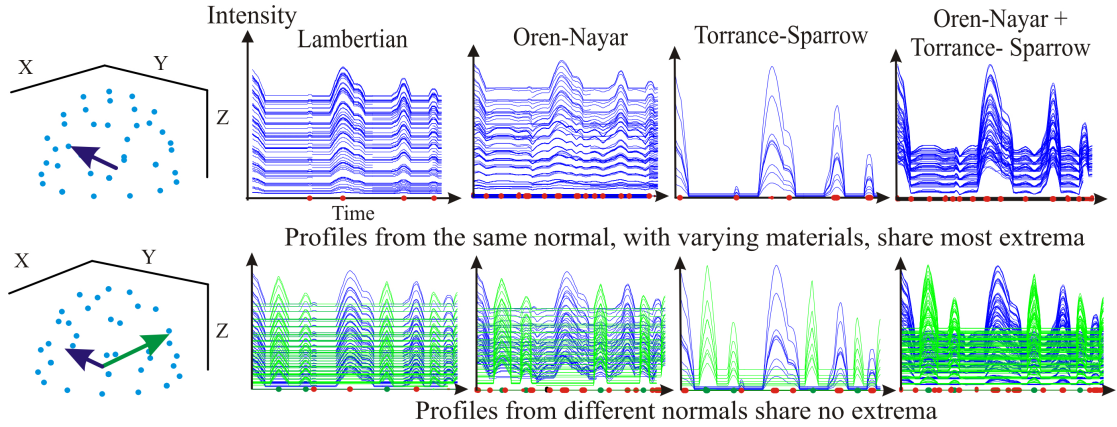 Intensity
Lambertian
Oren-Nayar
Torrance-Sparrow
Oren-Nayar +
Torrance- Sparrow
X
Y
Z
Time
Profiles from the same normal, with varying materials, share most extrema
X
Y
Z
Profiles from different normals share no extrema